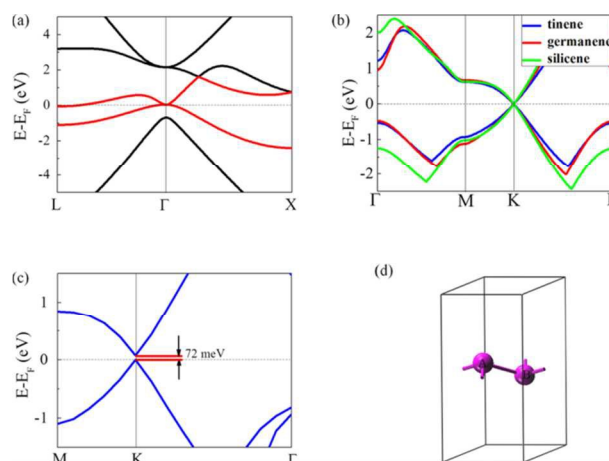 (a)
4
2
0
-2
-4
E-E_F (eV)
L
Γ
X
(b)
tinene
germanene
silicene
2
1
0
-1
-2
E-E_F (eV)
Γ
M
K
(c)
1
0
-1
E-E_F (eV)
72 meV
M
K
Γ
(d)